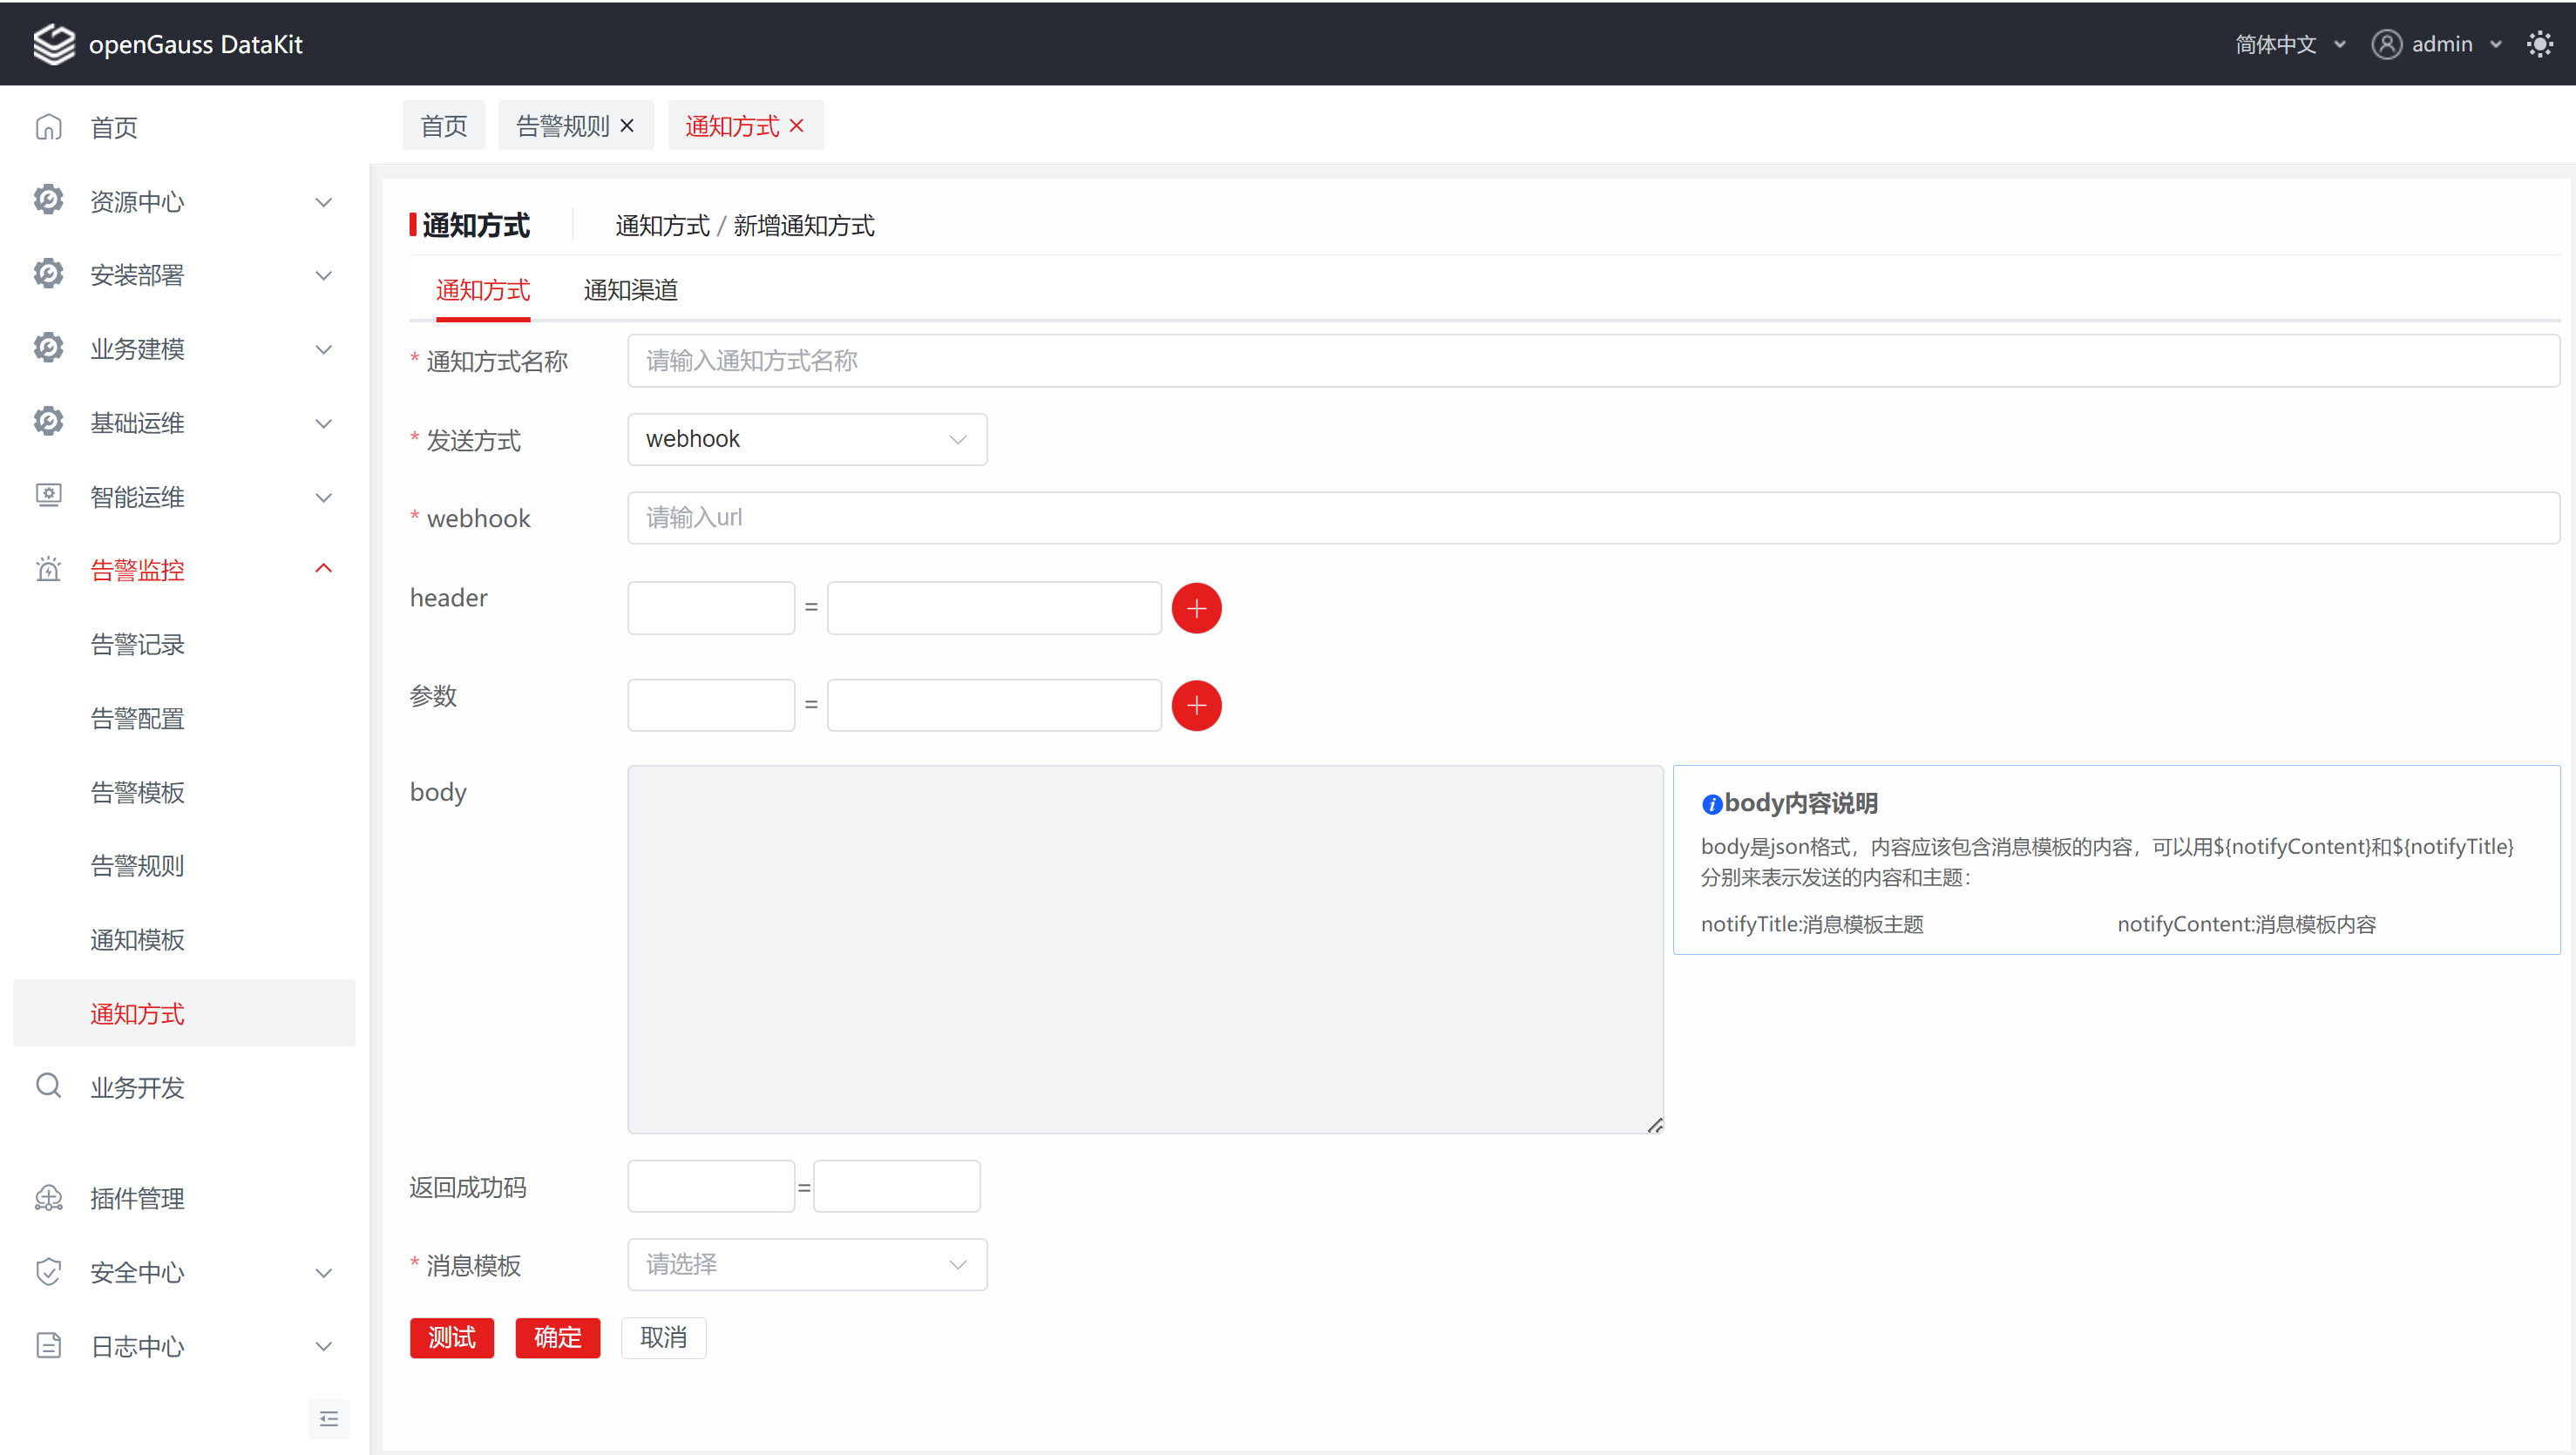 openGauss DataKit
简体中文
admin
首页
资源中心
安装部署
业务建模
基础运维
智能运维
告警监控
告警记录
告警配置
告警模板
告警规则
通知模板
通知方式
业务开发
插件管理
安全中心
日志中心
首页
告警规则
通知方式
通知方式
通知方式 / 新增通知方式
通知方式
通知渠道
* 通知方式名称
请输入通知方式名称
* 发送方式
webhook
* webhook
请输入url
header
=
参数
=
body
body内容说明
body是json格式，内容应该包含消息模板的内容，可以用${notifyContent}和${notifyTitle}
分别来表示发送的内容和主题：
notifyTitle:消息模板主题
notifyContent:消息模板内容
返回成功码
=
* 消息模板
请选择
测试
确定
取消